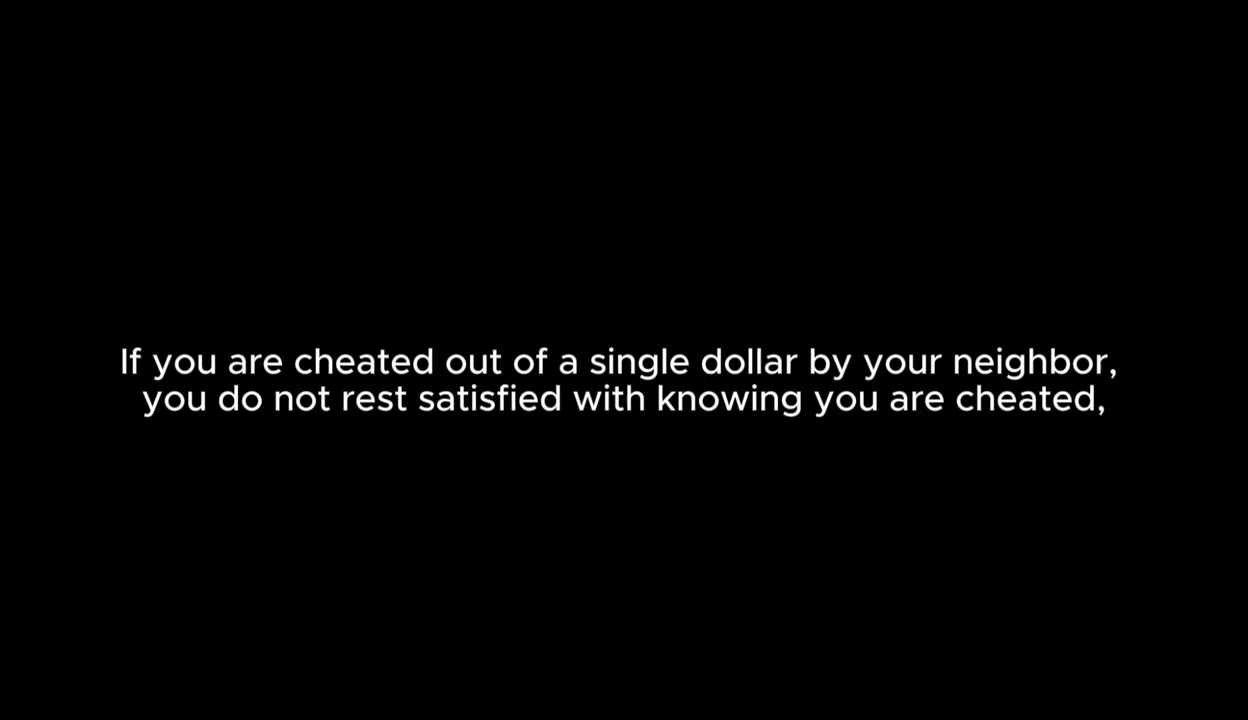 If you are cheated out of a single dollar by your neighbor,
you do not rest satisfied with knowing you are cheated,